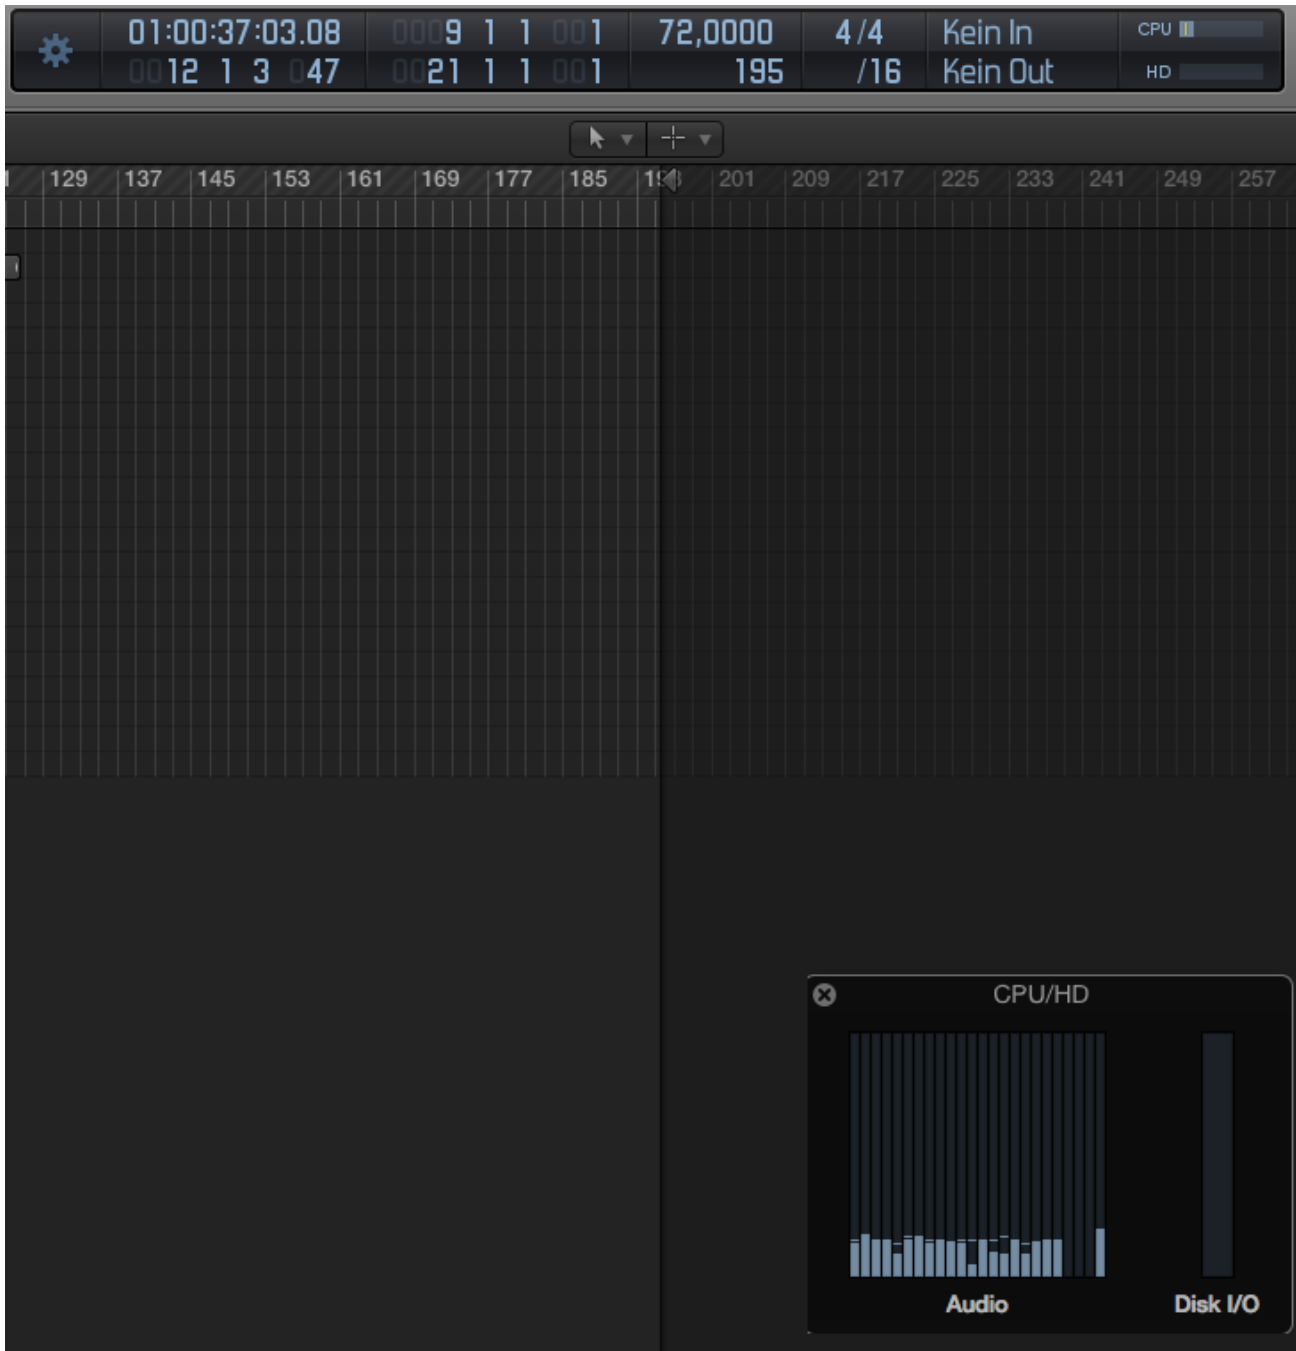 01:00:37:03.08 0009 1 1 001 72,0000 4/4 Kein In CPU
0012 1 3 047 0021 1 1 001 195 /16 Kein Out HD
129 137 145 153 161 169 177 185 193 201 209 217 225 233 241 249 257
CPU/HD
Audio Disk I/O